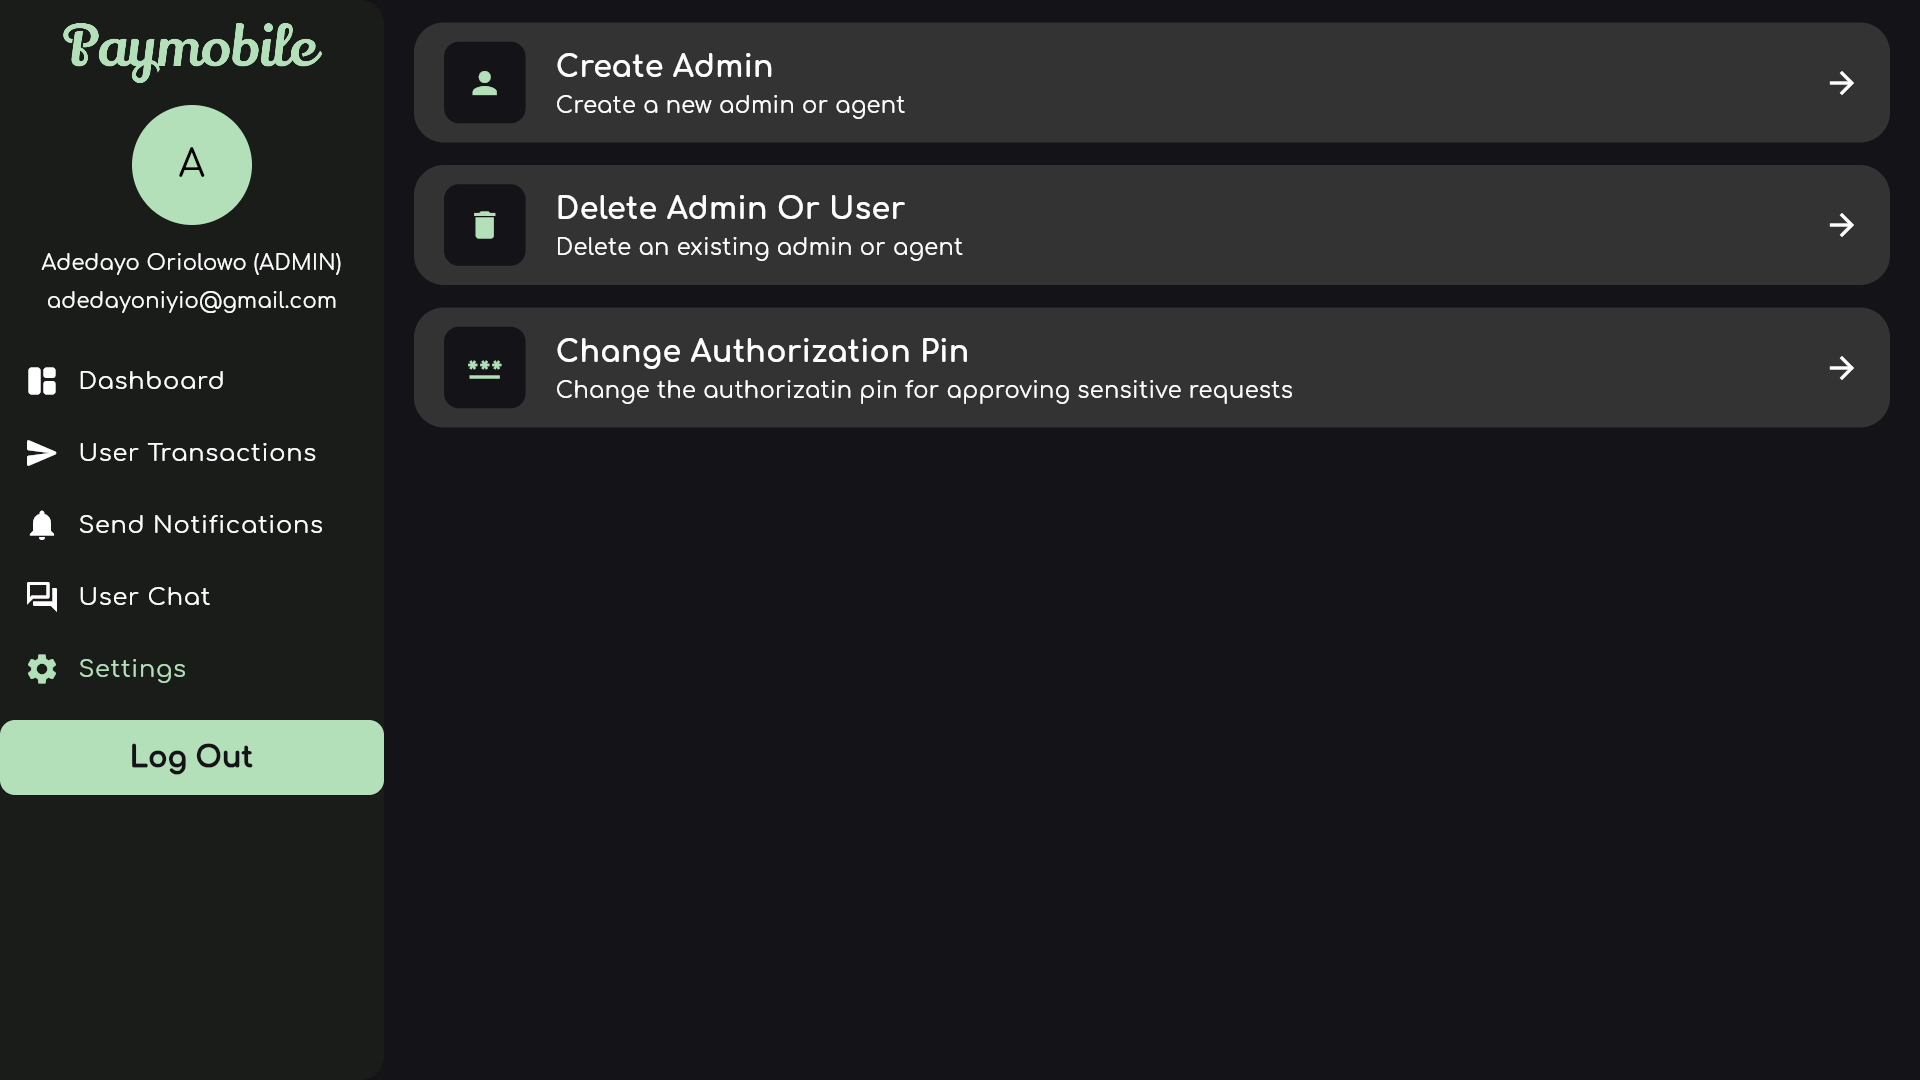 Paymobile
A
Adedayo Oriolowo (ADMIN)
adedayoniyio@gmail.com
Dashboard
User Transactions
Send Notifications
User Chat
Settings
Log Out
Create Admin
Create a new admin or agent
Delete Admin Or User
Delete an existing admin or agent
***
Change Authorization Pin
Change the authorizatin pin for approving sensitive requests